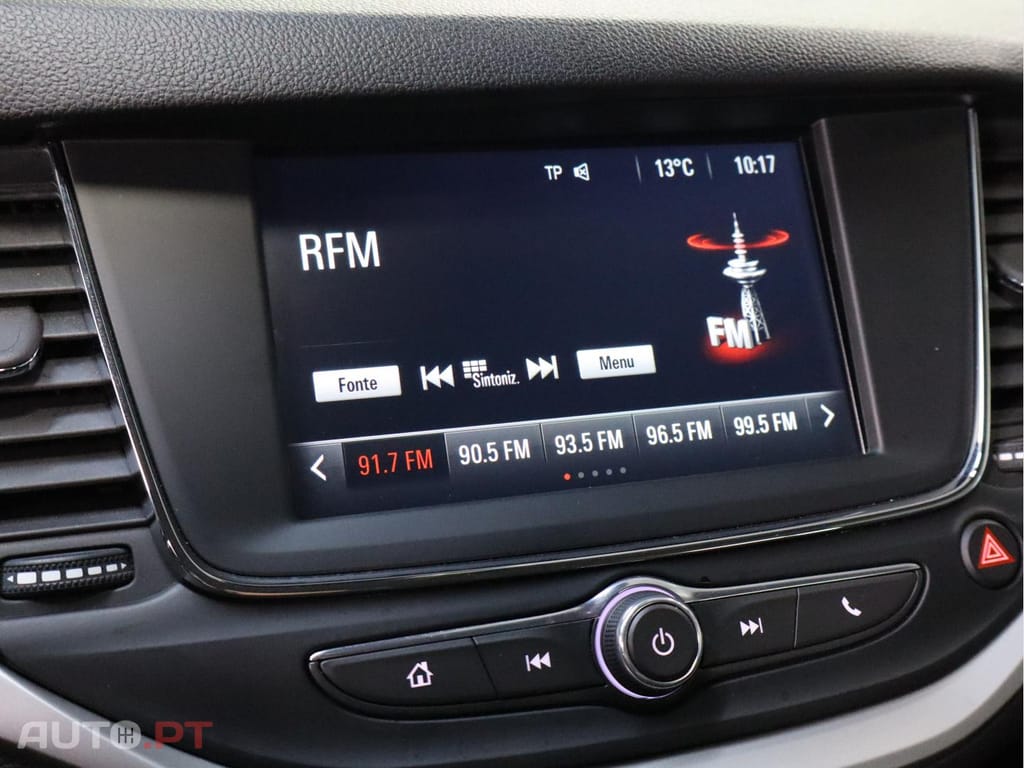 TP 13°C 10:17
RFM
FM
Fonte Sintoniz. Menu
91.7 FM 90.5 FM 93.5 FM 96.5 FM 99.5 FM
AUTO.PT